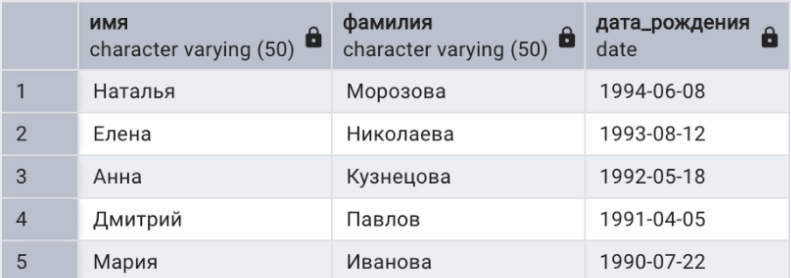 имя фамилия дата_рождения
character varying (50) character varying (50) date
1 Наталья Морозова 1994-06-08
2 Елена Николаева 1993-08-12
3 Анна Кузнецова 1992-05-18
4 Дмитрий Павлов 1991-04-05
5 Мария Иванова 1990-07-22